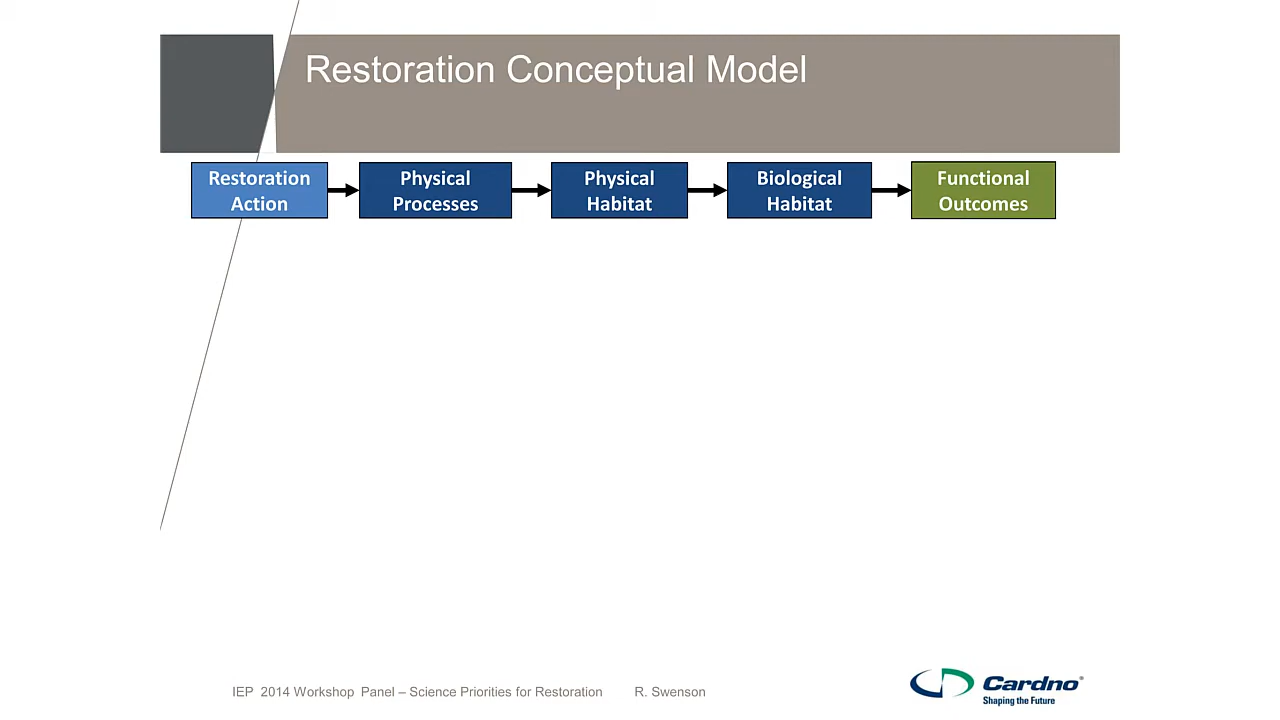 Restoration Conceptual Model
Restoration
Action
Physical
Processes
Physical
Habitat
Biological
Habitat
Functional
Outcomes
IEP 2014 Workshop Panel – Science Priorities for Restoration R. Swenson
Cardno®
Shaping the Future